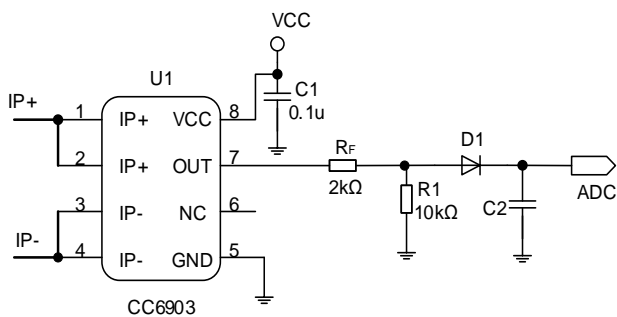 VCC
U1
C1
0.1u
IP+
1 IP+ VCC 8
2 IP+ OUT 7
RF
2kΩ
D1
R1
10kΩ
C2
ADC
3 IP- NC 6
IP-
4 IP- GND 5
CC6903